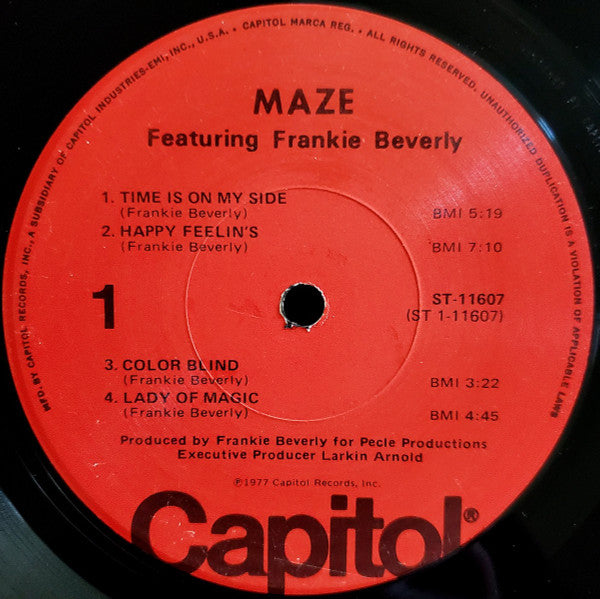 MFD. BY CAPITOL RECORDS, INC., A SUBSIDIARY OF CAPITOL INDUSTRIES-EMI, INC., U.S.A. • CAPITOL MARCA REG. • ALL RIGHTS RESERVED. UNAUTHORIZED DUPLICATION IS A VIOLATION OF APPLICABLE LAWS
MAZE
Featuring Frankie Beverly
1. TIME IS ON MY SIDE
(Frankie Beverly) BMI 5:19
2. HAPPY FEELIN'S
(Frankie Beverly) BMI 7:10
1
ST-11607
(ST 1-11607)
3. COLOR BLIND
(Frankie Beverly) BMI 3:22
4. LADY OF MAGIC
(Frankie Beverly) BMI 4:45
Produced by Frankie Beverly for Pecle Productions
Executive Producer Larkin Arnold
℗1977 Capitol Records, Inc.
Capitol®